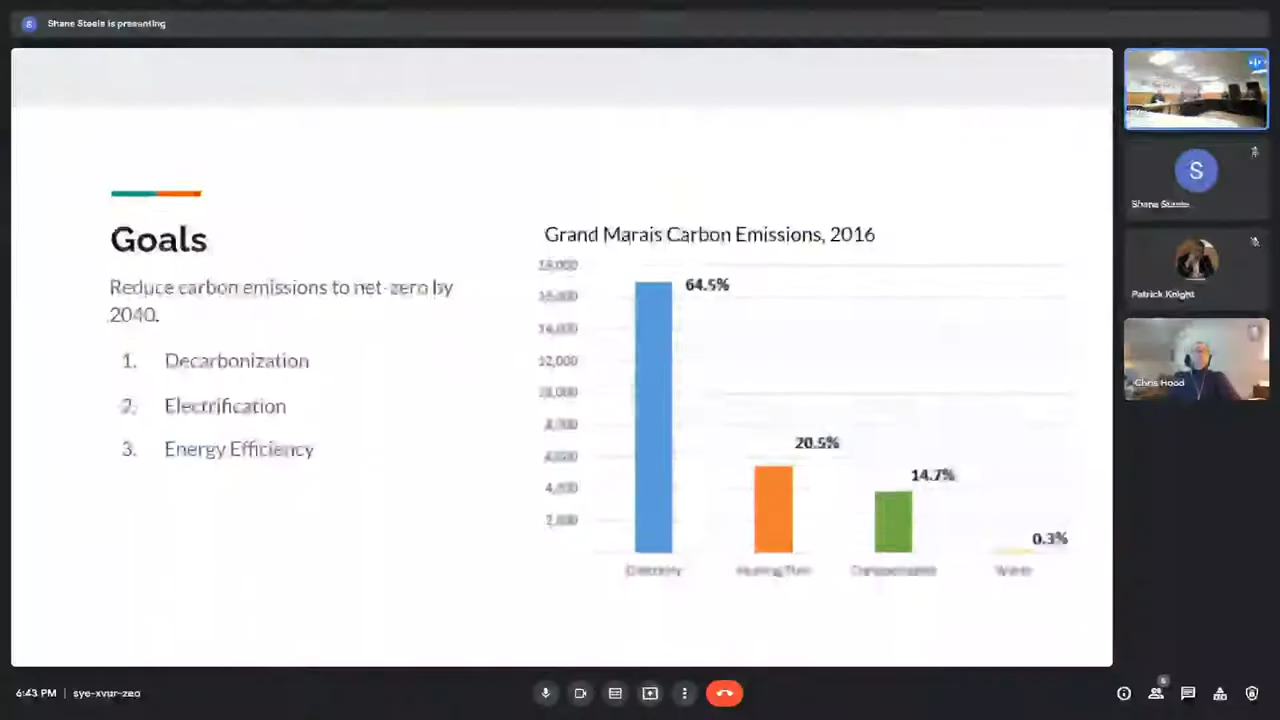 S Shane Steele is presenting
Goals
Reduce carbon emissions to net-zero by
2040.
1. Decarbonization
2. Electrification
3. Energy Efficiency
Grand Marais Carbon Emissions, 2016
18,000
16,000
14,000
12,000
10,000
8,000
6,000
4,000
2,000
64.5%
20.5%
14.7%
0.3%
Electricity
Heating Fuel
Transportation
Waste
S
Shane Steele
Patrick Knight
Chris Hood
6:43 PM | sye-xvur-zeo
6